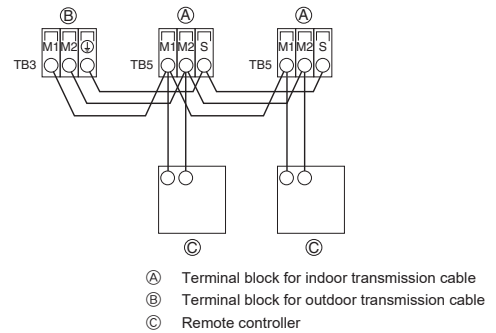 Ⓑ Ⓐ Ⓐ
M1 M2 ⏚ M1 M2 S M1 M2 S
TB3 TB5 TB5
Ⓒ Ⓒ
Ⓐ Terminal block for indoor transmission cable
Ⓑ Terminal block for outdoor transmission cable
Ⓒ Remote controller